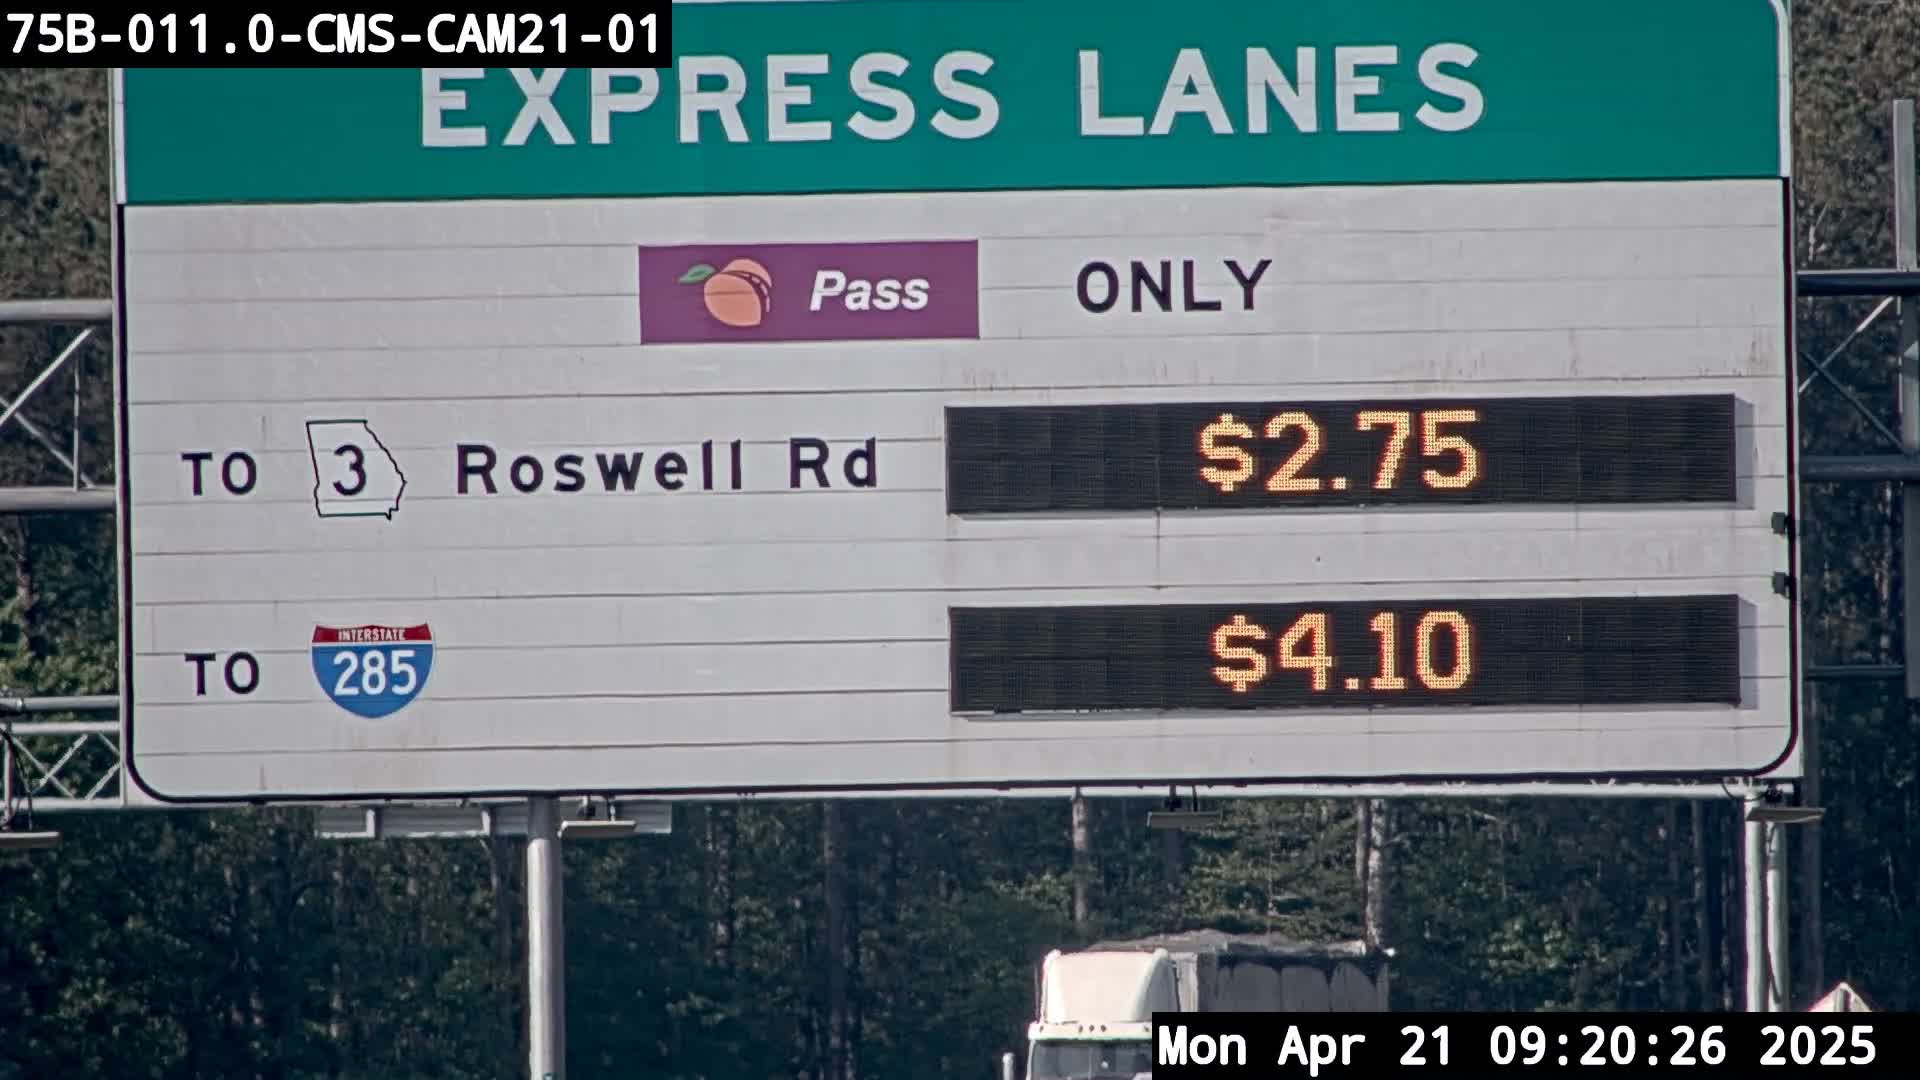 75B-011.0-CMS-CAM21-01
EXPRESS LANES
Pass ONLY
TO 3 Roswell Rd $2.75
TO INTERSTATE 285 $4.10
Mon Apr 21 09:20:26 2025